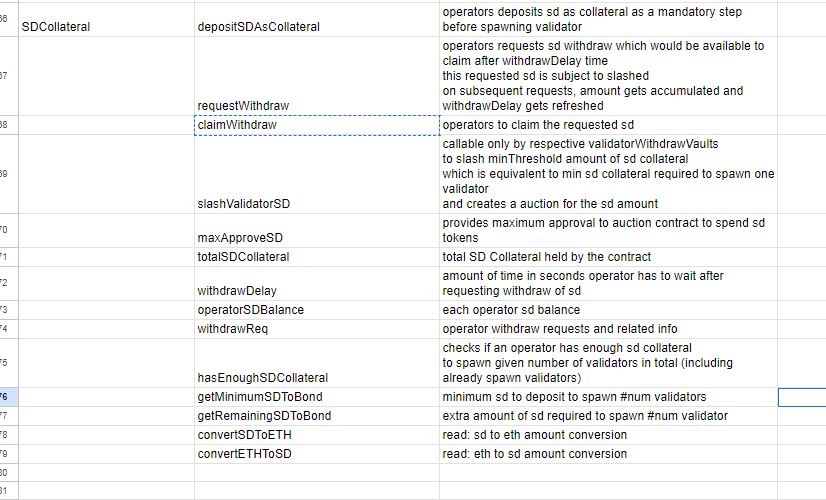 operators deposits sd as collateral as a mandatory step
66 SDCollateral depositSDAsCollateral before spawning validator
operators requests sd withdraw which would be available to
claim after withdrawDelay time
67 this requested sd is subject to slashed
on subsequent requests, amount gets accumulated and
requestWithdraw withdrawDelay gets refreshed
68 claimWithdraw operators to claim the requested sd
callable only by respective validatorWithdrawVaults
to slash minThreshold amount of sd collateral
69 which is equivalent to min sd collateral required to spawn one
validator
slashValidatorSD and creates a auction for the sd amount
70 provides maximum approval to auction contract to spend sd
maxApproveSD tokens
71 totalSDCollateral total SD Collateral held by the contract
72 amount of time in seconds operator has to wait after
withdrawDelay requesting withdraw of sd
73 operatorSDBalance each operator sd balance
74 withdrawReq operator withdraw requests and related info
checks if an operator has enough sd collateral
75 to spawn given number of validators in total (including
hasEnoughSDCollateral already spawn validators)
76 getMinimumSDToBond minimum sd to deposit to spawn #num validators
77 getRemainingSDToBond extra amount of sd required to spawn #num validator
78 convertSDToETH read: sd to eth amount conversion
79 convertETHToSD read: eth to sd amount conversion
80
81